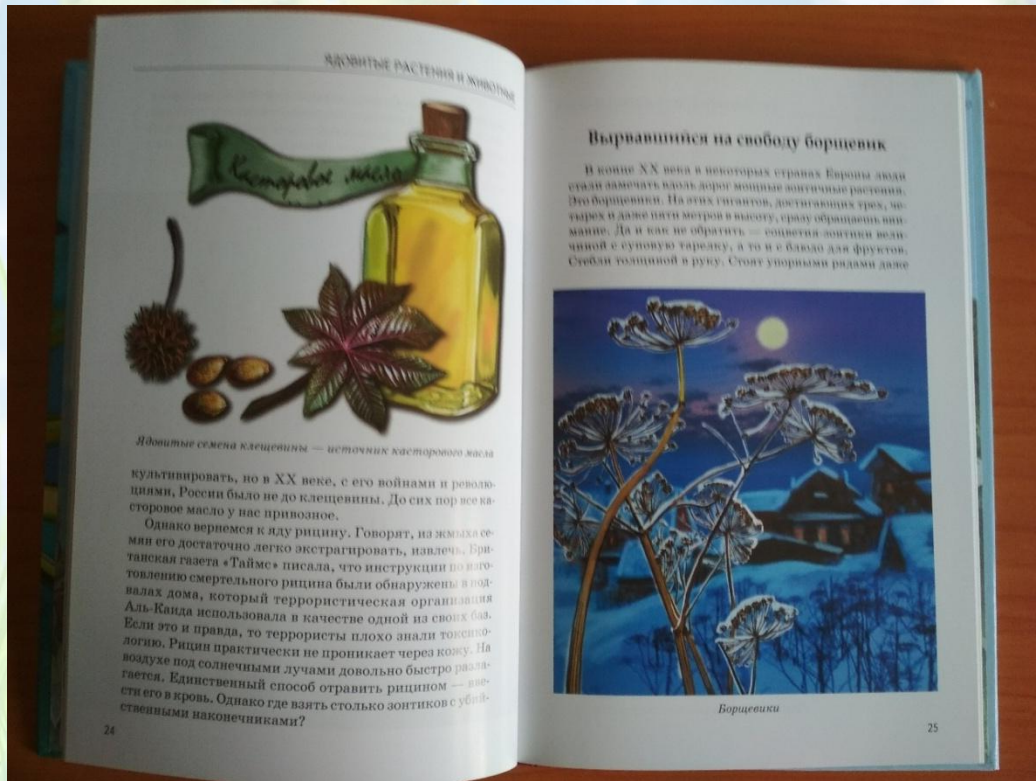 ЯДОВИТЫЕ РАСТЕНИЯ И ЖИВОТНЫЕ
Касторовое масло
Ядовитые семена клещевины — источник касторового масла
культивировать, но в XX веке, с его войнами и револю-
циями, России было не до клещевины. До сих пор все ка-
сторовое масло у нас привозное.
Однако вернемся к яду рицину. Говорят, из жмыха се-
мян его достаточно легко экстрагировать, извлечь. Бри-
танская газета «Таймс» писала, что инструкции по изго-
товлению смертельного рицина были обнаружены в под-
валах дома, который террористическая организация
Аль-Каида использовала в качестве одной из своих баз.
Если это и правда, то террористы плохо знали токсико-
логию. Рицин практически не проникает через кожу. На
воздухе под солнечными лучами довольно быстро разла-
гается. Единственный способ отравить рицином — вве-
сти его в кровь. Однако где взять столько зонтиков с убий-
ственными наконечниками?
24
Вырвавшийся на свободу борщевик
В конце XX века в некоторых странах Европы люди
стали замечать вдоль дорог мощные зонтичные растения.
Это борщевики. На этих гигантов, достигающих трех, че-
тырех и даже пяти метров в высоту, сразу обращаешь вни-
мание. Да и как не обратить — соцветия-зонтики вели-
чиной с суповую тарелку, а то и с блюдо для фруктов.
Стебли толщиной в руку. Стоят упорными рядами даже
Борщевики
25